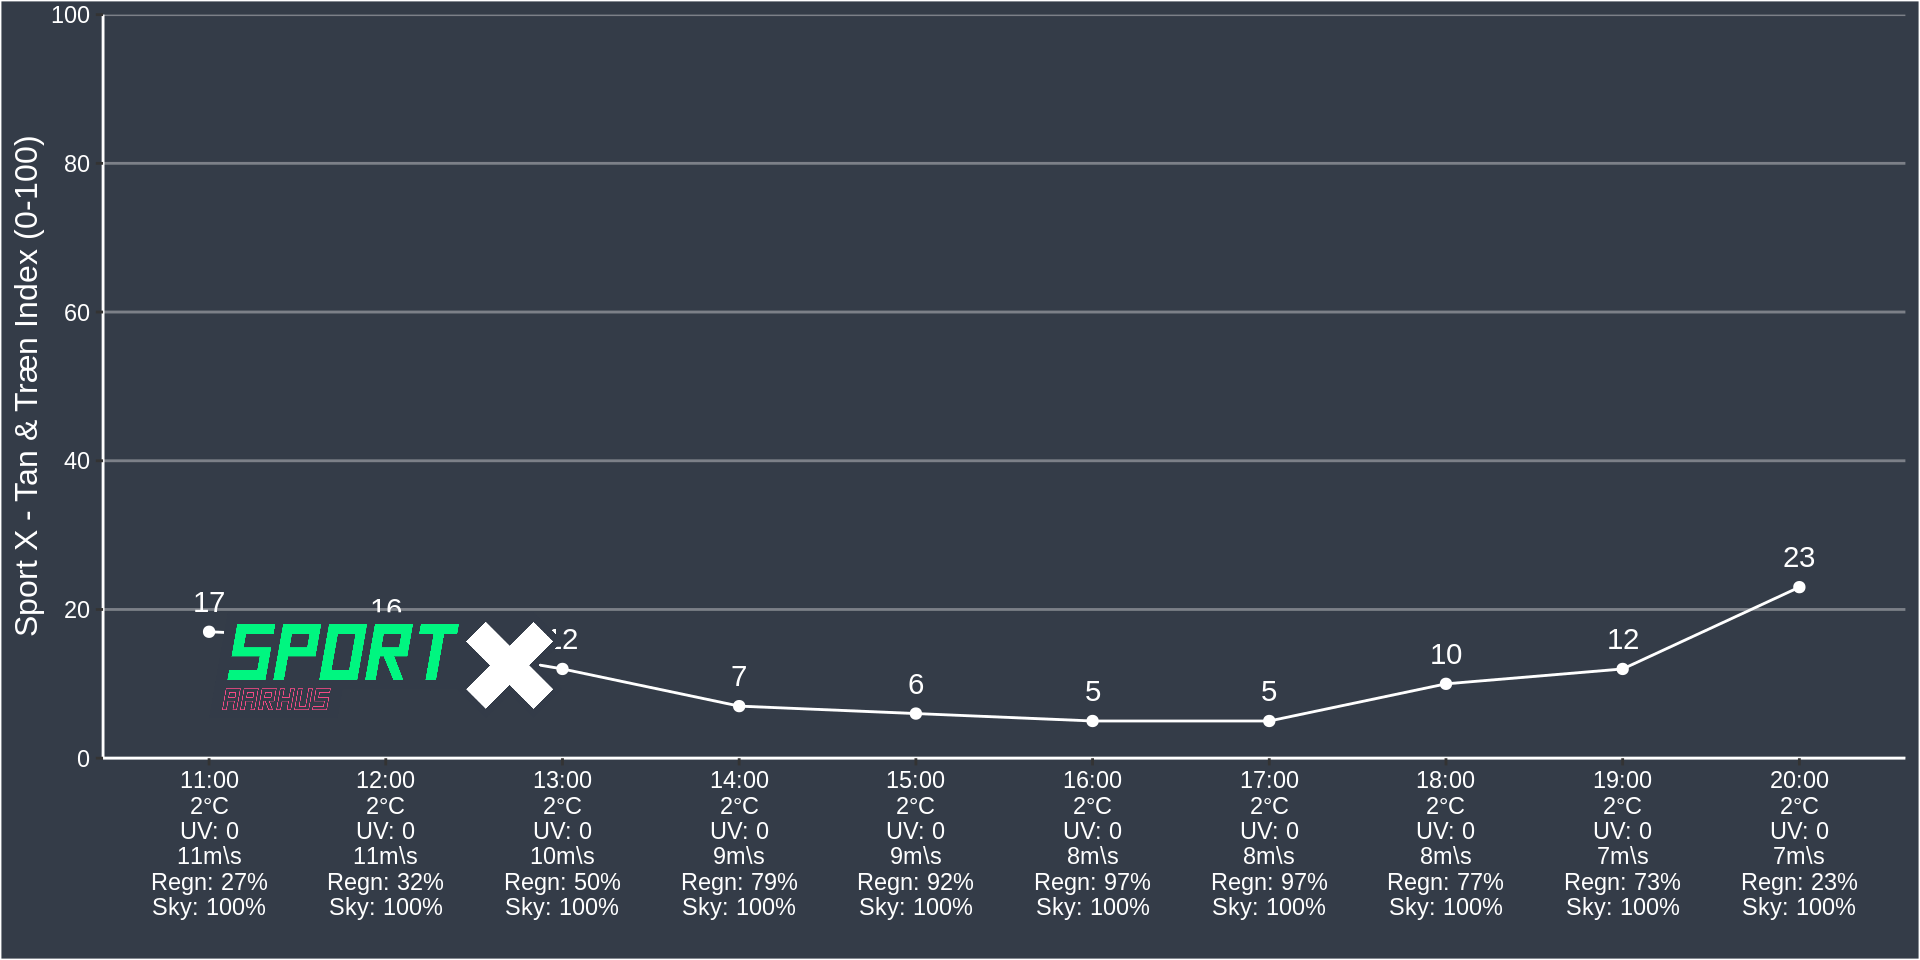 Sport X - Tan & Træn Index (0-100)
100
80
60
40
20
0
17
16
12
7
6
5
5
10
12
23
SPORT X
AARHUS
11:00 12:00 13:00 14:00 15:00 16:00 17:00 18:00 19:00 20:00
2°C 2°C 2°C 2°C 2°C 2°C 2°C 2°C 2°C 2°C
UV: 0 UV: 0 UV: 0 UV: 0 UV: 0 UV: 0 UV: 0 UV: 0 UV: 0 UV: 0
11m\s 11m\s 10m\s 9m\s 9m\s 8m\s 8m\s 8m\s 7m\s 7m\s
Regn: 27% Regn: 32% Regn: 50% Regn: 79% Regn: 92% Regn: 97% Regn: 97% Regn: 77% Regn: 73% Regn: 23%
Sky: 100% Sky: 100% Sky: 100% Sky: 100% Sky: 100% Sky: 100% Sky: 100% Sky: 100% Sky: 100% Sky: 100%